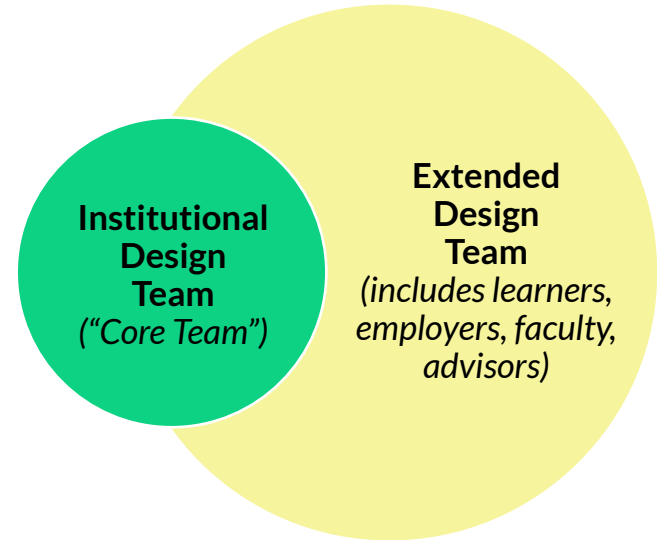 Institutional
Design
Team
(“Core Team”)
Extended
Design
Team
(includes learners,
employers, faculty,
advisors)